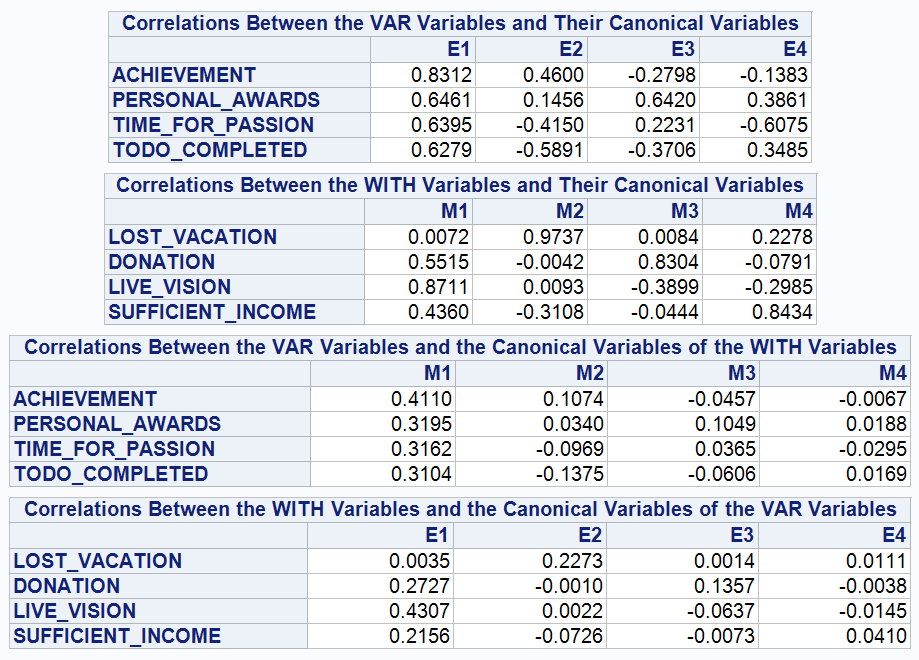 Correlations Between the VAR Variables and Their Canonical Variables
E1 E2 E3 E4
ACHIEVEMENT 0.8312 0.4600 -0.2798 -0.1383
PERSONAL_AWARDS 0.6461 0.1456 0.6420 0.3861
TIME_FOR_PASSION 0.6395 -0.4150 0.2231 -0.6075
TODO_COMPLETED 0.6279 -0.5891 -0.3706 0.3485
Correlations Between the WITH Variables and Their Canonical Variables
M1 M2 M3 M4
LOST_VACATION 0.0072 0.9737 0.0084 0.2278
DONATION 0.5515 -0.0042 0.8304 -0.0791
LIVE_VISION 0.8711 0.0093 -0.3899 -0.2985
SUFFICIENT_INCOME 0.4360 -0.3108 -0.0444 0.8434
Correlations Between the VAR Variables and the Canonical Variables of the WITH Variables
M1 M2 M3 M4
ACHIEVEMENT 0.4110 0.1074 -0.0457 -0.0067
PERSONAL_AWARDS 0.3195 0.0340 0.1049 0.0188
TIME_FOR_PASSION 0.3162 -0.0969 0.0365 -0.0295
TODO_COMPLETED 0.3104 -0.1375 -0.0606 0.0169
Correlations Between the WITH Variables and the Canonical Variables of the VAR Variables
E1 E2 E3 E4
LOST_VACATION 0.0035 0.2273 0.0014 0.0111
DONATION 0.2727 -0.0010 0.1357 -0.0038
LIVE_VISION 0.4307 0.0022 -0.0637 -0.0145
SUFFICIENT_INCOME 0.2156 -0.0726 -0.0073 0.0410